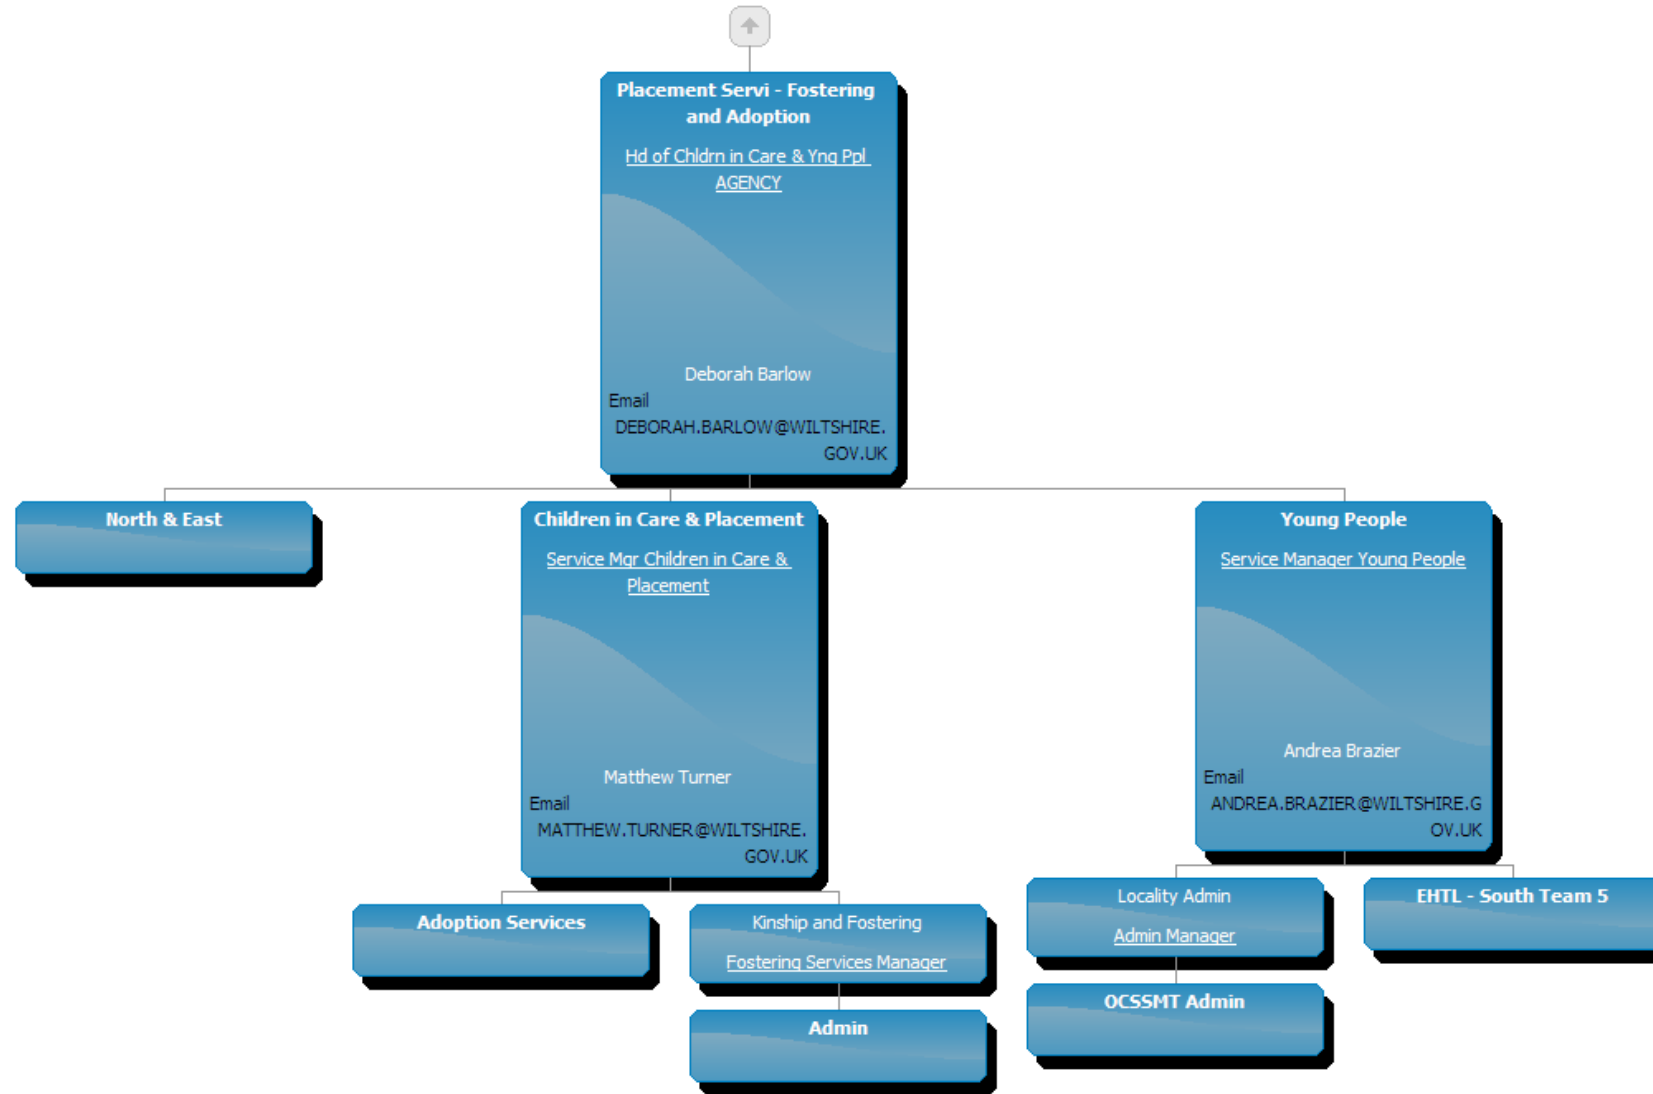 Placement Servi - Fostering
and Adoption
Hd of Chldrn in Care & Yng Ppl
AGENCY
Deborah Barlow
Email
DEBORAH.BARLOW@WILTSHIRE.
GOV.UK
North & East
Children in Care & Placement
Service Mgr Children in Care &
Placement
Matthew Turner
Email
MATTHEW.TURNER@WILTSHIRE.
GOV.UK
Young People
Service Manager Young People
Andrea Brazier
Email
ANDREA.BRAZIER@WILTSHIRE.G
OV.UK
Adoption Services
Kinship and Fostering
Fostering Services Manager
Admin
Locality Admin
Admin Manager
OCSSMT Admin
EHTL - South Team 5